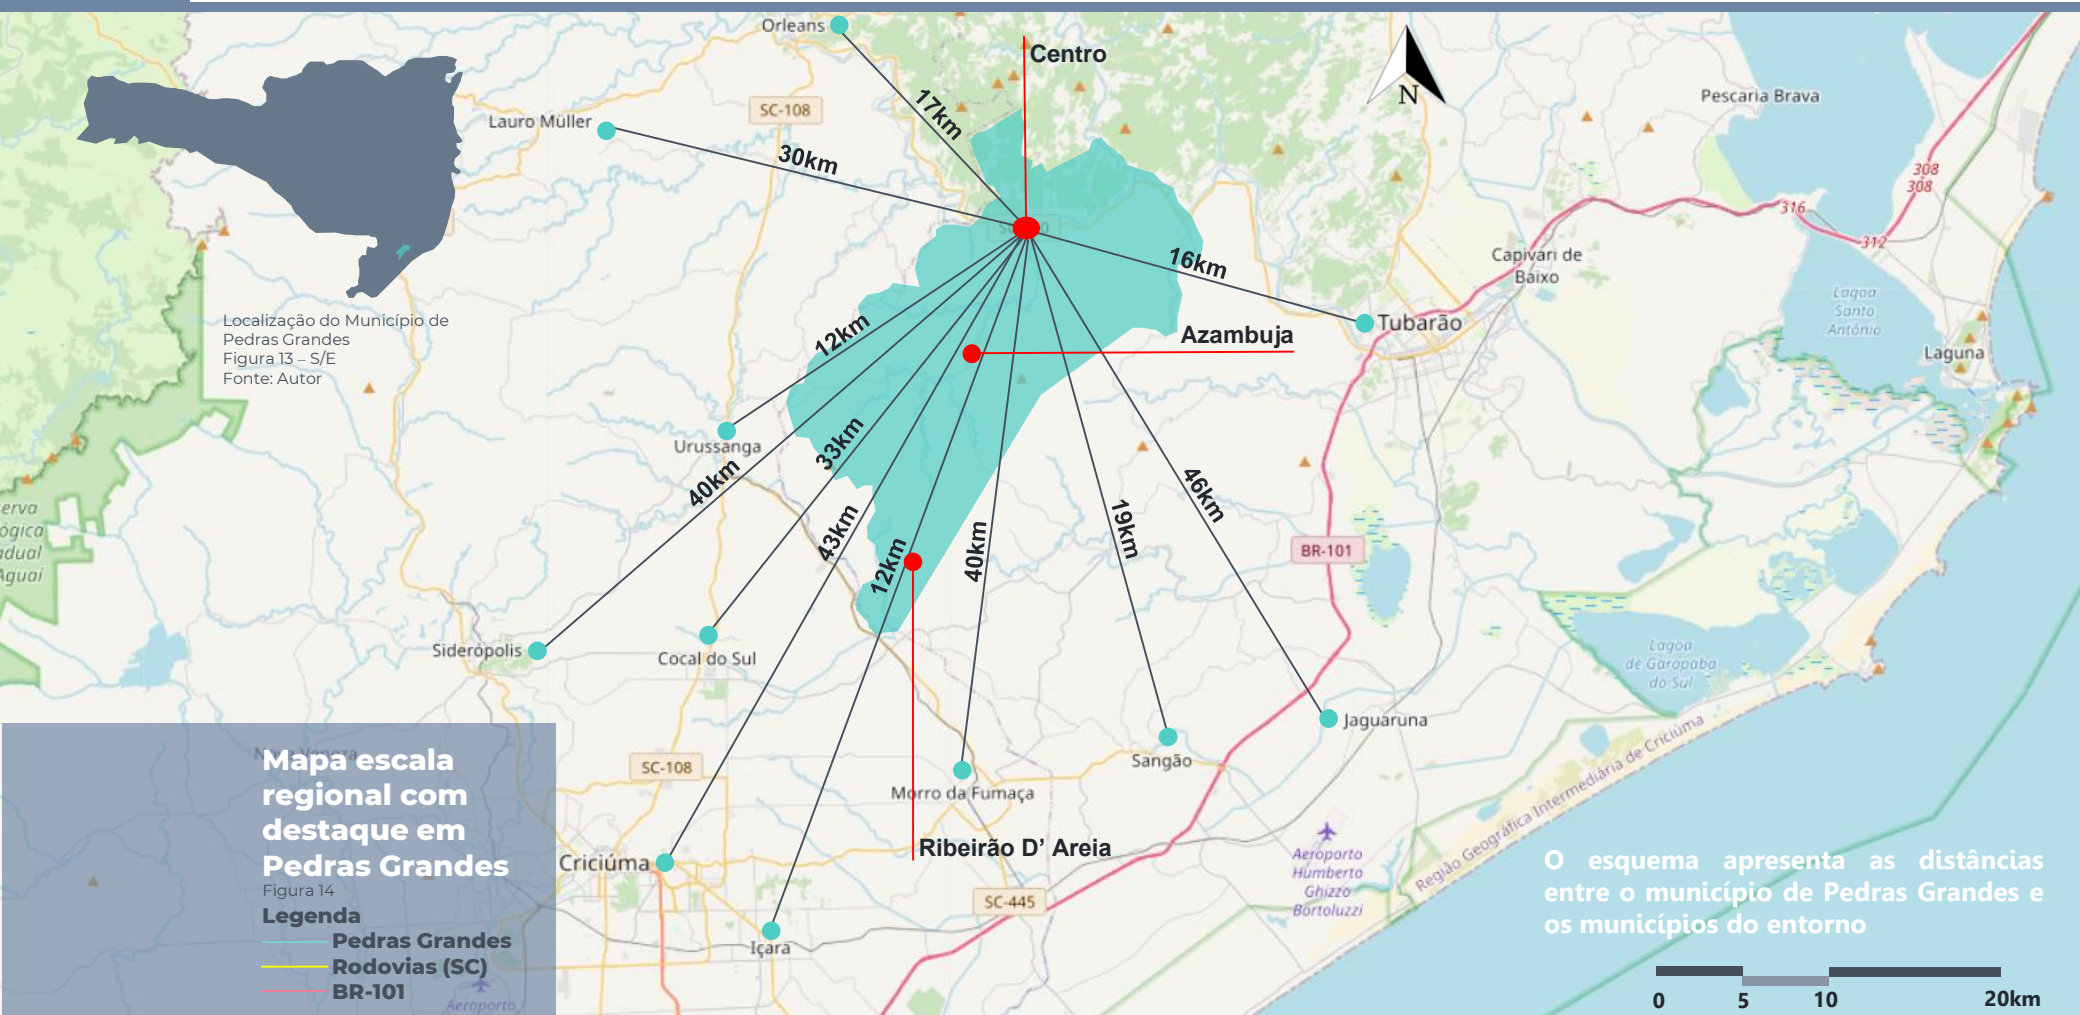 Orleans
Centro
N
Pescaria Brava
Lauro Müller
SC-108
17km
30km
308
308
316
312
Capivari de
Baixo
16km
Lagoa
Santo
Antônio
Laguna
Tubarão
Azambuja
Localização do Município de
Pedras Grandes
Figura 13 – S/E
Fonte: Autor
12km
Urussanga
40km
33km
43km
12km
40km
19km
46km
BR-101
erva
ógica
adual
Aguaí
Siderópolis
Cocal do Sul
Lagoa
de Garopaba
do Sul
Jaguaruna
Sangão
Morro da Fumaça
SC-108
Região Geográfica Intermediária de Criciúma
Mapa escala
regional com
destaque em
Pedras Grandes
Figura 14
Legenda
Pedras Grandes
Rodovias (SC)
BR-101
Aeroporto
Criciúma
Içara
Ribeirão D’ Areia
SC-445
Aeroporto
Humberto
Ghizzo
Bortoluzzi
O esquema apresenta as distâncias
entre o município de Pedras Grandes e
os municípios do entorno
0 5 10 20km